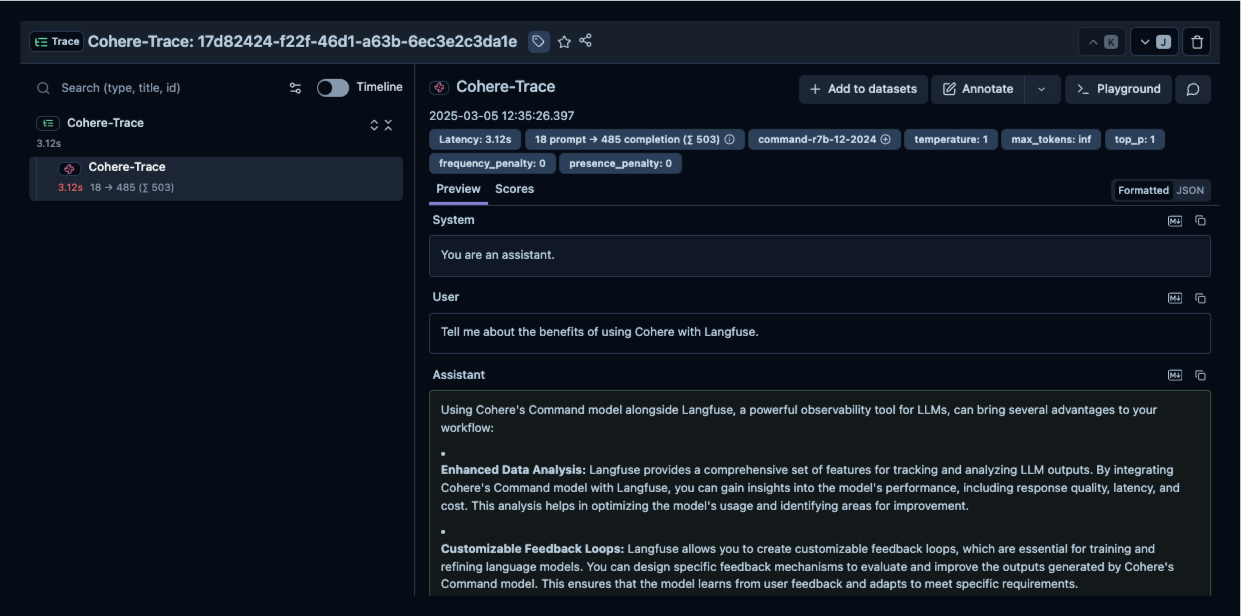 Trace Cohere-Trace: 17d82424-f22f-46d1-a63b-6ec3e2c3da1e
K
J
Search (type, title, id)
Timeline
Cohere-Trace
3.12s
Cohere-Trace
3.12s 18 → 485 (∑ 503)
Cohere-Trace
Add to datasets
Annotate
Playground
2025-03-05 12:35:26.397
Latency: 3.12s
18 prompt → 485 completion (∑ 503)
command-r7b-12-2024
temperature: 1
max_tokens: inf
top_p: 1
frequency_penalty: 0
presence_penalty: 0
Preview
Scores
Formatted
JSON
System
M↓
You are an assistant.
User
M↓
Tell me about the benefits of using Cohere with Langfuse.
Assistant
M↓
Using Cohere's Command model alongside Langfuse, a powerful observability tool for LLMs, can bring several advantages to your
workflow:
•
Enhanced Data Analysis: Langfuse provides a comprehensive set of features for tracking and analyzing LLM outputs. By integrating
Cohere's Command model with Langfuse, you can gain insights into the model's performance, including response quality, latency, and
cost. This analysis helps in optimizing the model's usage and identifying areas for improvement.
•
Customizable Feedback Loops: Langfuse allows you to create customizable feedback loops, which are essential for training and
refining language models. You can design specific feedback mechanisms to evaluate and improve the outputs generated by Cohere's
Command model. This ensures that the model learns from user feedback and adapts to meet specific requirements.